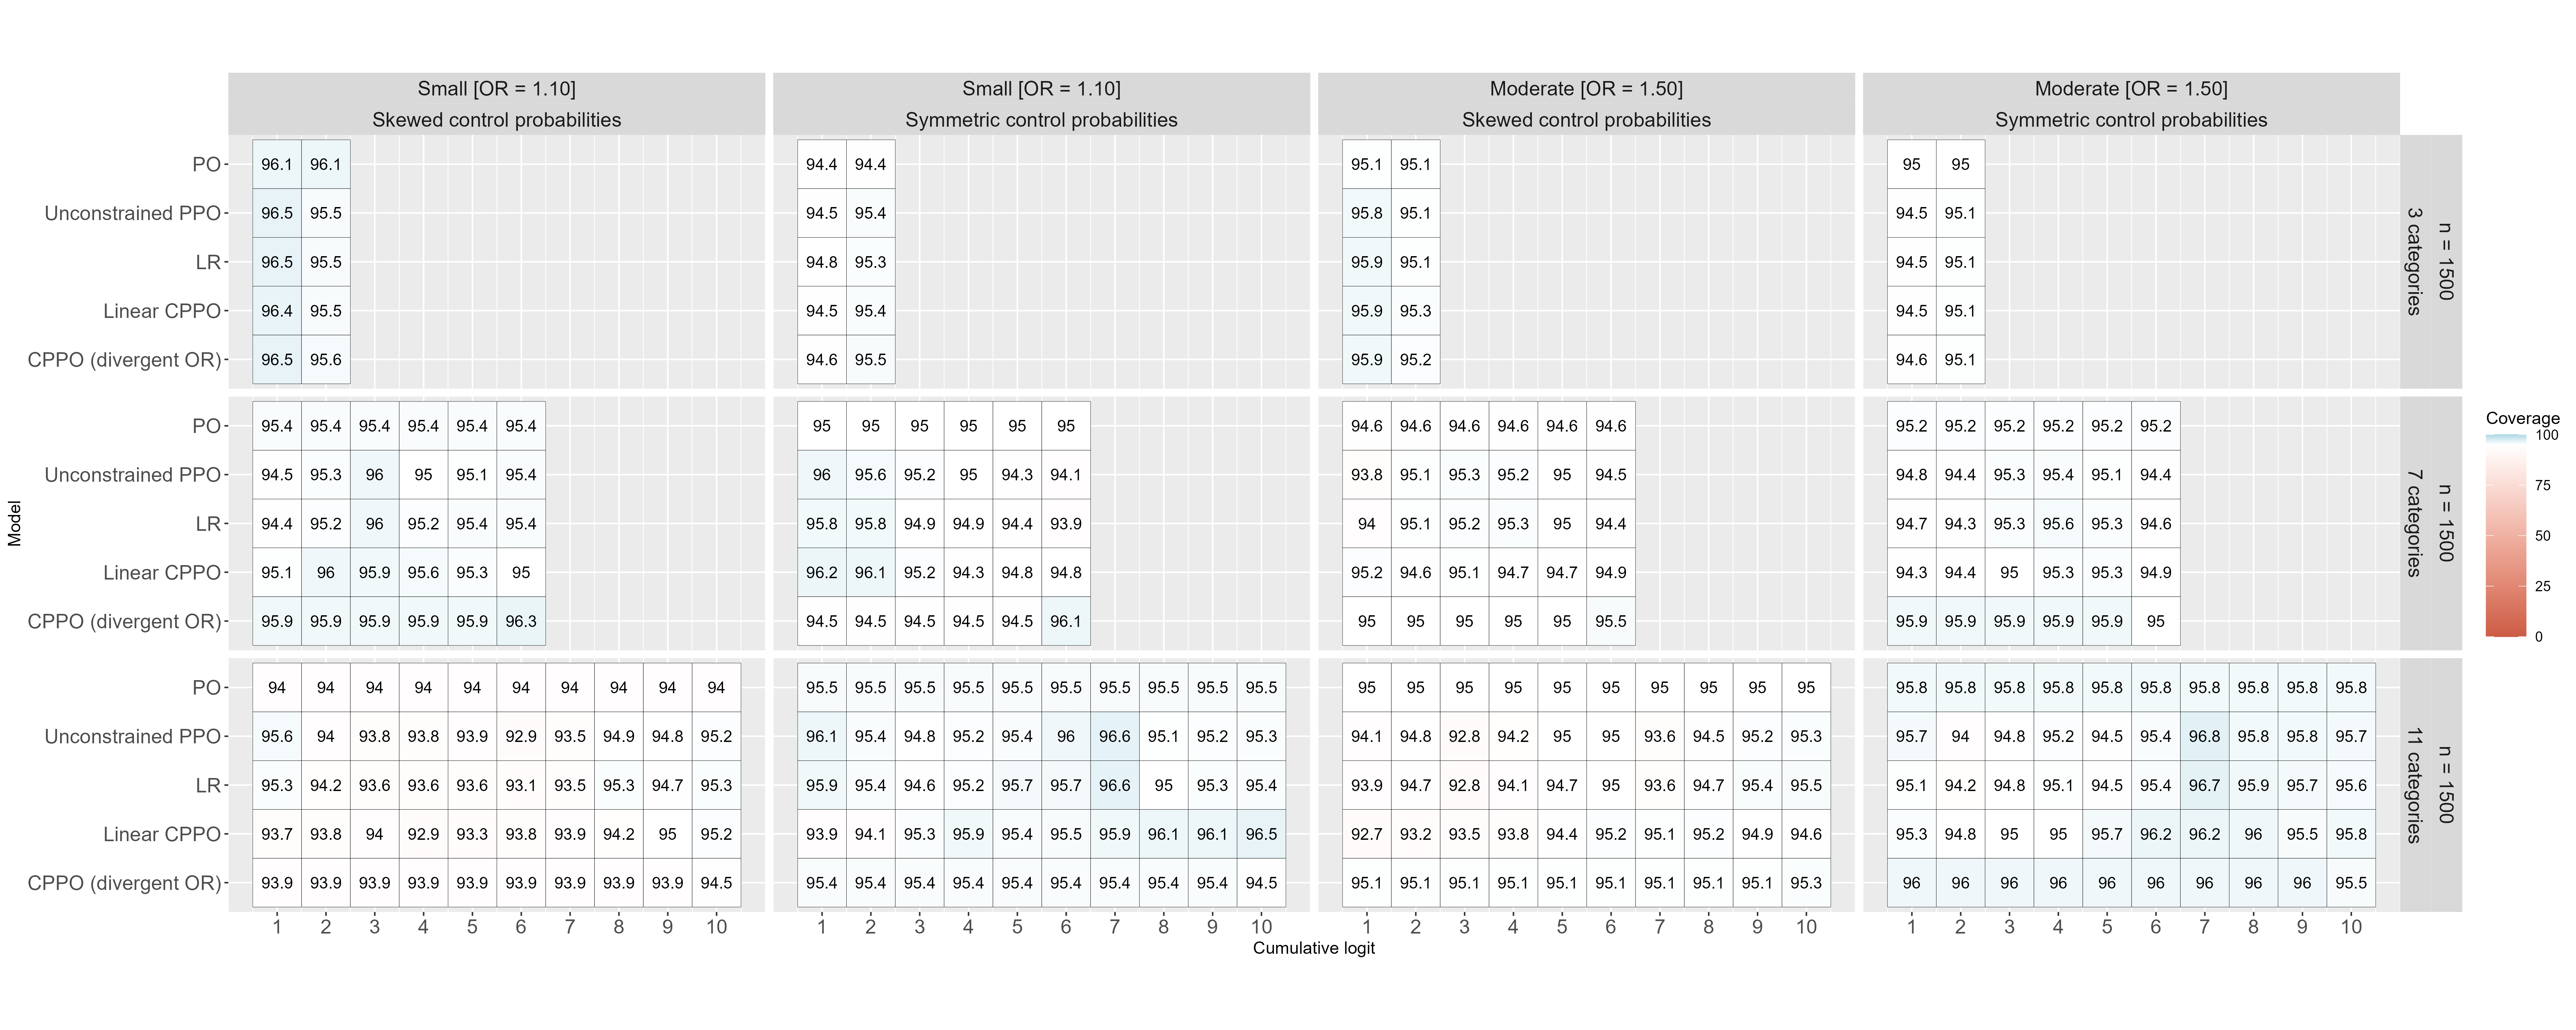 Small [OR = 1.10] Small [OR = 1.10] Moderate [OR = 1.50] Moderate [OR = 1.50]
Skewed control probabilities Symmetric control probabilities Skewed control probabilities Symmetric control probabilities
PO 96.1 96.1 94.4 94.4 95.1 95.1 95 95
Unconstrained PPO 96.5 95.5 94.5 95.4 95.8 95.1 94.5 95.1
LR 96.5 95.5 94.8 95.3 95.9 95.1 94.5 95.1
Linear CPPO 96.4 95.5 94.5 95.4 95.9 95.3 94.5 95.1
CPPO (divergent OR) 96.5 95.6 94.6 95.5 95.9 95.2 94.6 95.1
n = 1500
3 categories
PO 95.4 95.4 95.4 95.4 95.4 95.4 95 95 95 95 95 95 94.6 94.6 94.6 94.6 94.6 94.6 95.2 95.2 95.2 95.2 95.2 95.2
Unconstrained PPO 94.5 95.3 96 95 95.1 95.4 96 95.6 95.2 95 94.3 94.1 93.8 95.1 95.3 95.2 95 94.5 94.8 94.4 95.3 95.4 95.1 94.4
LR 94.4 95.2 96 95.2 95.4 95.4 95.8 95.8 94.9 94.9 94.4 93.9 94 95.1 95.2 95.3 95 94.4 94.7 94.3 95.3 95.6 95.3 94.6
Linear CPPO 95.1 96 95.9 95.6 95.3 95 96.2 96.1 95.2 94.3 94.8 94.8 95.2 94.6 95.1 94.7 94.7 94.9 94.3 94.4 95 95.3 95.3 94.9
CPPO (divergent OR) 95.9 95.9 95.9 95.9 95.9 96.3 94.5 94.5 94.5 94.5 94.5 96.1 95 95 95 95 95 95.5 95.9 95.9 95.9 95.9 95.9 95
n = 1500
7 categories
PO 94 94 94 94 94 94 94 94 94 94 95.5 95.5 95.5 95.5 95.5 95.5 95.5 95.5 95.5 95.5 95 95 95 95 95 95 95 95 95 95 95.8 95.8 95.8 95.8 95.8 95.8 95.8 95.8 95.8 95.8
Unconstrained PPO 95.6 94 93.8 93.8 93.9 92.9 93.5 94.9 94.8 95.2 96.1 95.4 94.8 95.2 95.4 96 96.6 95.1 95.2 95.3 94.1 94.8 92.8 94.2 95 95 93.6 94.5 95.2 95.3 95.7 94 94.8 95.2 94.5 95.4 96.8 95.8 95.8 95.7
LR 95.3 94.2 93.6 93.6 93.6 93.1 93.5 95.3 94.7 95.3 95.9 95.4 94.6 95.2 95.7 95.7 96.6 95 95.3 95.4 93.9 94.7 92.8 94.1 94.7 95 93.6 94.7 95.4 95.5 95.1 94.2 94.8 95.1 94.5 95.4 96.7 95.9 95.7 95.6
Linear CPPO 93.7 93.8 94 92.9 93.3 93.8 93.9 94.2 95 95.2 93.9 94.1 95.3 95.9 95.4 95.5 95.9 96.1 96.1 96.5 92.7 93.2 93.5 93.8 94.4 95.2 95.1 95.2 94.9 94.6 95.3 94.8 95 95 95.7 96.2 96.2 96 95.5 95.8
CPPO (divergent OR) 93.9 93.9 93.9 93.9 93.9 93.9 93.9 93.9 93.9 94.5 95.4 95.4 95.4 95.4 95.4 95.4 95.4 95.4 95.4 94.5 95.1 95.1 95.1 95.1 95.1 95.1 95.1 95.1 95.1 95.3 96 96 96 96 96 96 96 96 96 95.5
n = 1500
11 categories
1 2 3 4 5 6 7 8 9 10 1 2 3 4 5 6 7 8 9 10 1 2 3 4 5 6 7 8 9 10 1 2 3 4 5 6 7 8 9 10
Cumulative logit
Model
Coverage
100
75
50
25
0